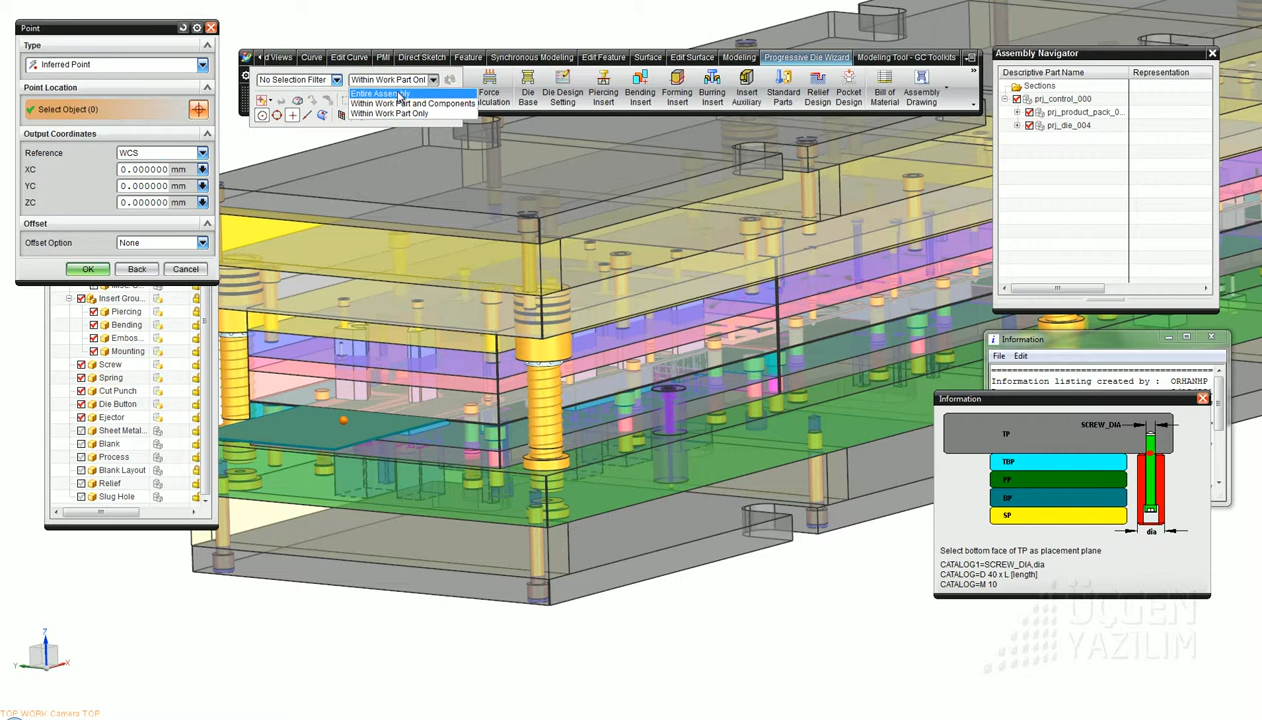 Point
Type
Inferred Point
Point Location
Select Object (0)
Output Coordinates
Reference
WCS
XC
0.000000 mm
YC
0.000000 mm
ZC
0.000000 mm
Offset
Offset Option
None
OK
Back
Cancel
Insert Grou...
Piercing
Bending
Embos...
Mounting
Screw
Spring
Cut Punch
Die Button
Ejector
Sheet Metal...
Blank
Process
Blank Layout
Relief
Slug Hole
d Views
Curve
Edit Curve
PMI
Direct Sketch
Feature
Synchronous Modeling
Edit Feature
Surface
Edit Surface
Modeling
Progressive Die Wizard
Modeling Tool - GC Toolkits
No Selection Filter
Within Work Part Onl
Entire Assembly
Within Work Part and Components
Within Work Part Only
Force
Calculation
Die
Base
Die Design
Setting
Piercing
Insert
Bending
Insert
Forming
Insert
Burring
Insert
Insert
Auxiliary
Standard
Parts
Relief
Design
Pocket
Design
Bill of
Material
Assembly
Drawing
Assembly Navigator
Descriptive Part Name
Representation
Sections
prj_control_000
prj_product_pack_0...
prj_die_004
Information
File
Edit
Information listing created by : ORHANHP
Information
SCREW_DIA
TP
TBP
PP
BP
SP
dia
Select bottom face of TP as placement plane
CATALOG1=SCREW_DIA,dia
CATALOG=D 40 x L [length]
CATALOG=M 10
ÜÇGEN
YAZILIM
Z
Y
X
TOP WORK Camera TOP